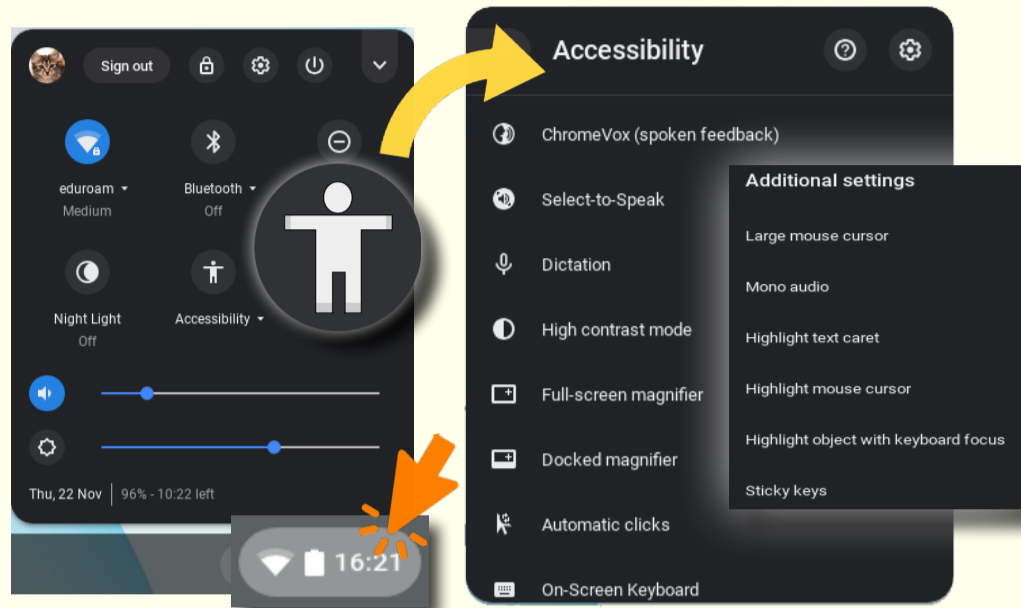 Sign out
eduroam
Medium
Bluetooth
Off
Night Light
Off
Accessibility
Thu, 22 Nov
96% - 10:22 left
16:21
Accessibility
ChromeVox (spoken feedback)
Select-to-Speak
Dictation
High contrast mode
Full-screen magnifier
Docked magnifier
Automatic clicks
On-Screen Keyboard
Additional settings
Large mouse cursor
Mono audio
Highlight text caret
Highlight mouse cursor
Highlight object with keyboard focus
Sticky keys